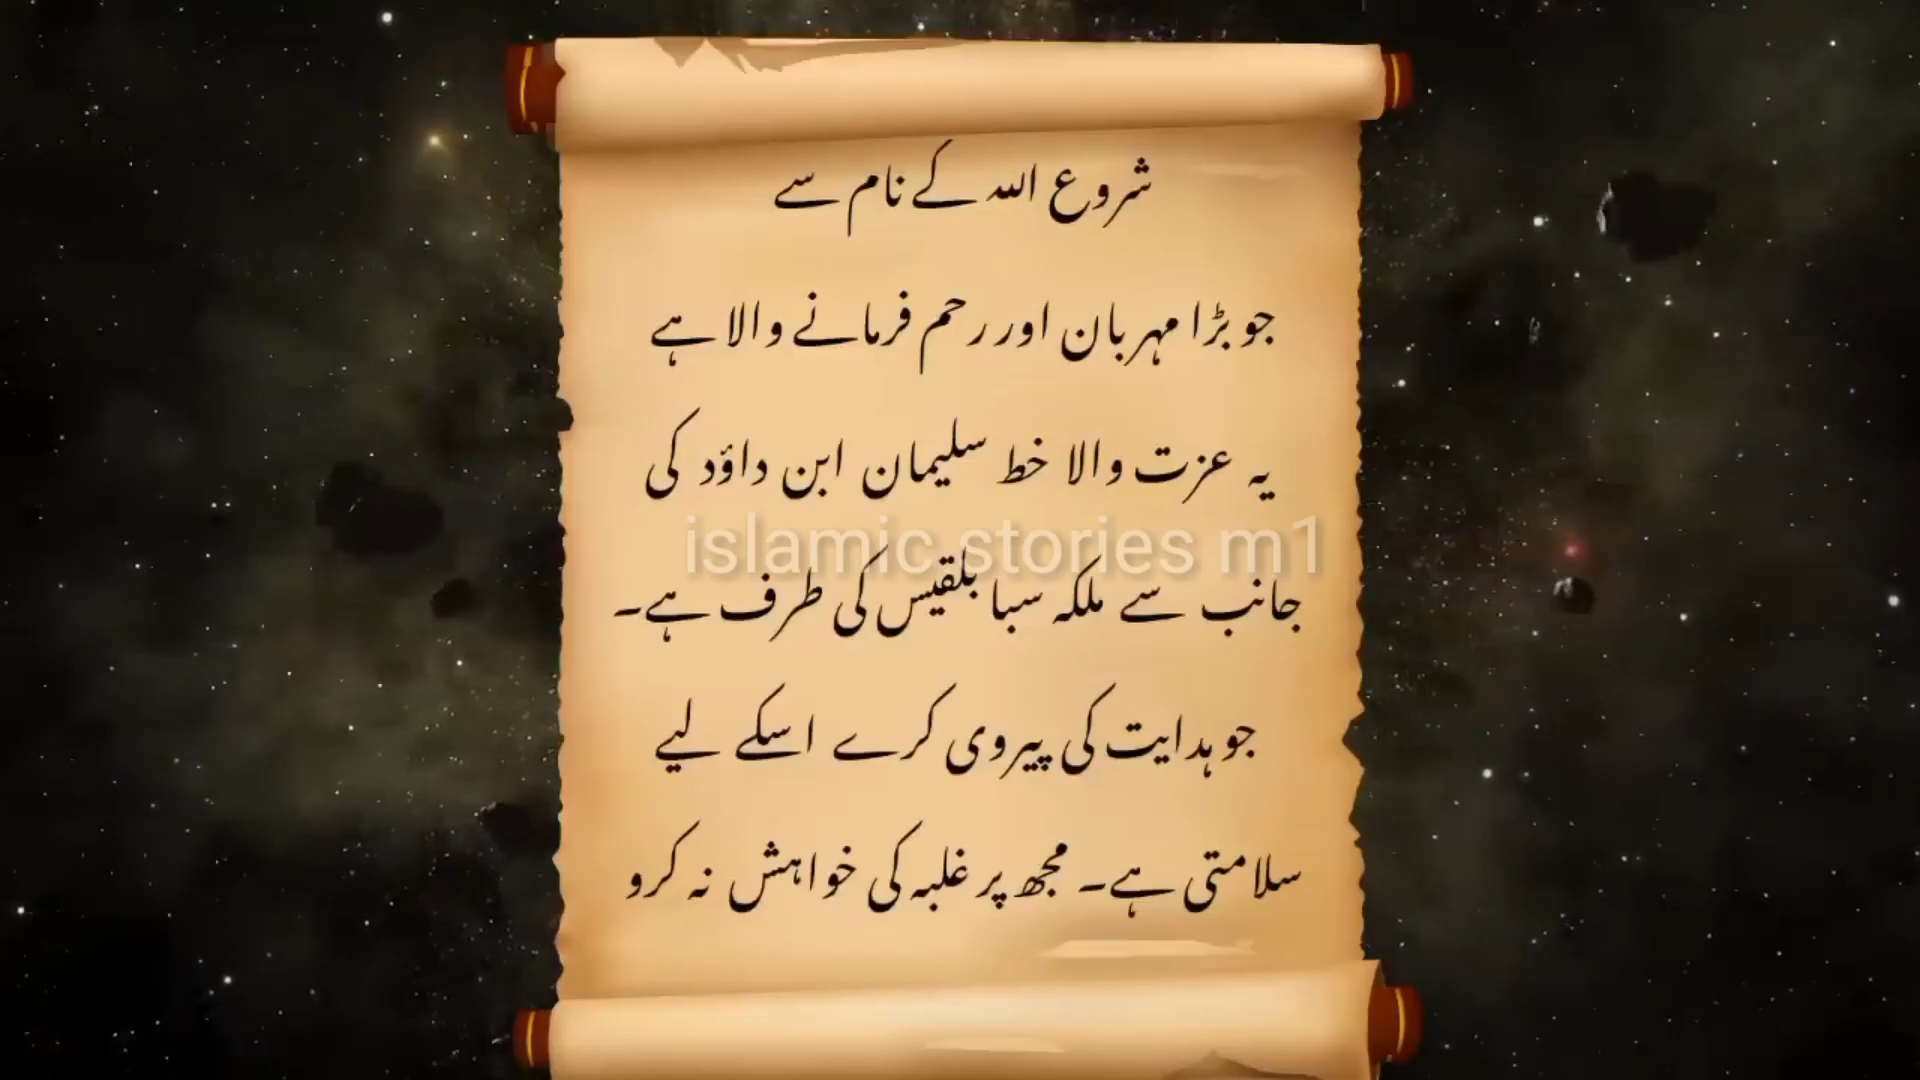 شروع اللہ کے نام سے
جو بڑا مہربان اور رحم فرمانے والا ہے
یہ عزت والا خط سلیمان ابن داؤد کی
islamic stories m1
جانب سے ملکہ سبا بلقیس کی طرف ہے۔
جو ہدایت کی پیروی کرے اسکے لیے
سلامتی ہے۔ مجھ پر غلبہ کی خواہش نہ کرو